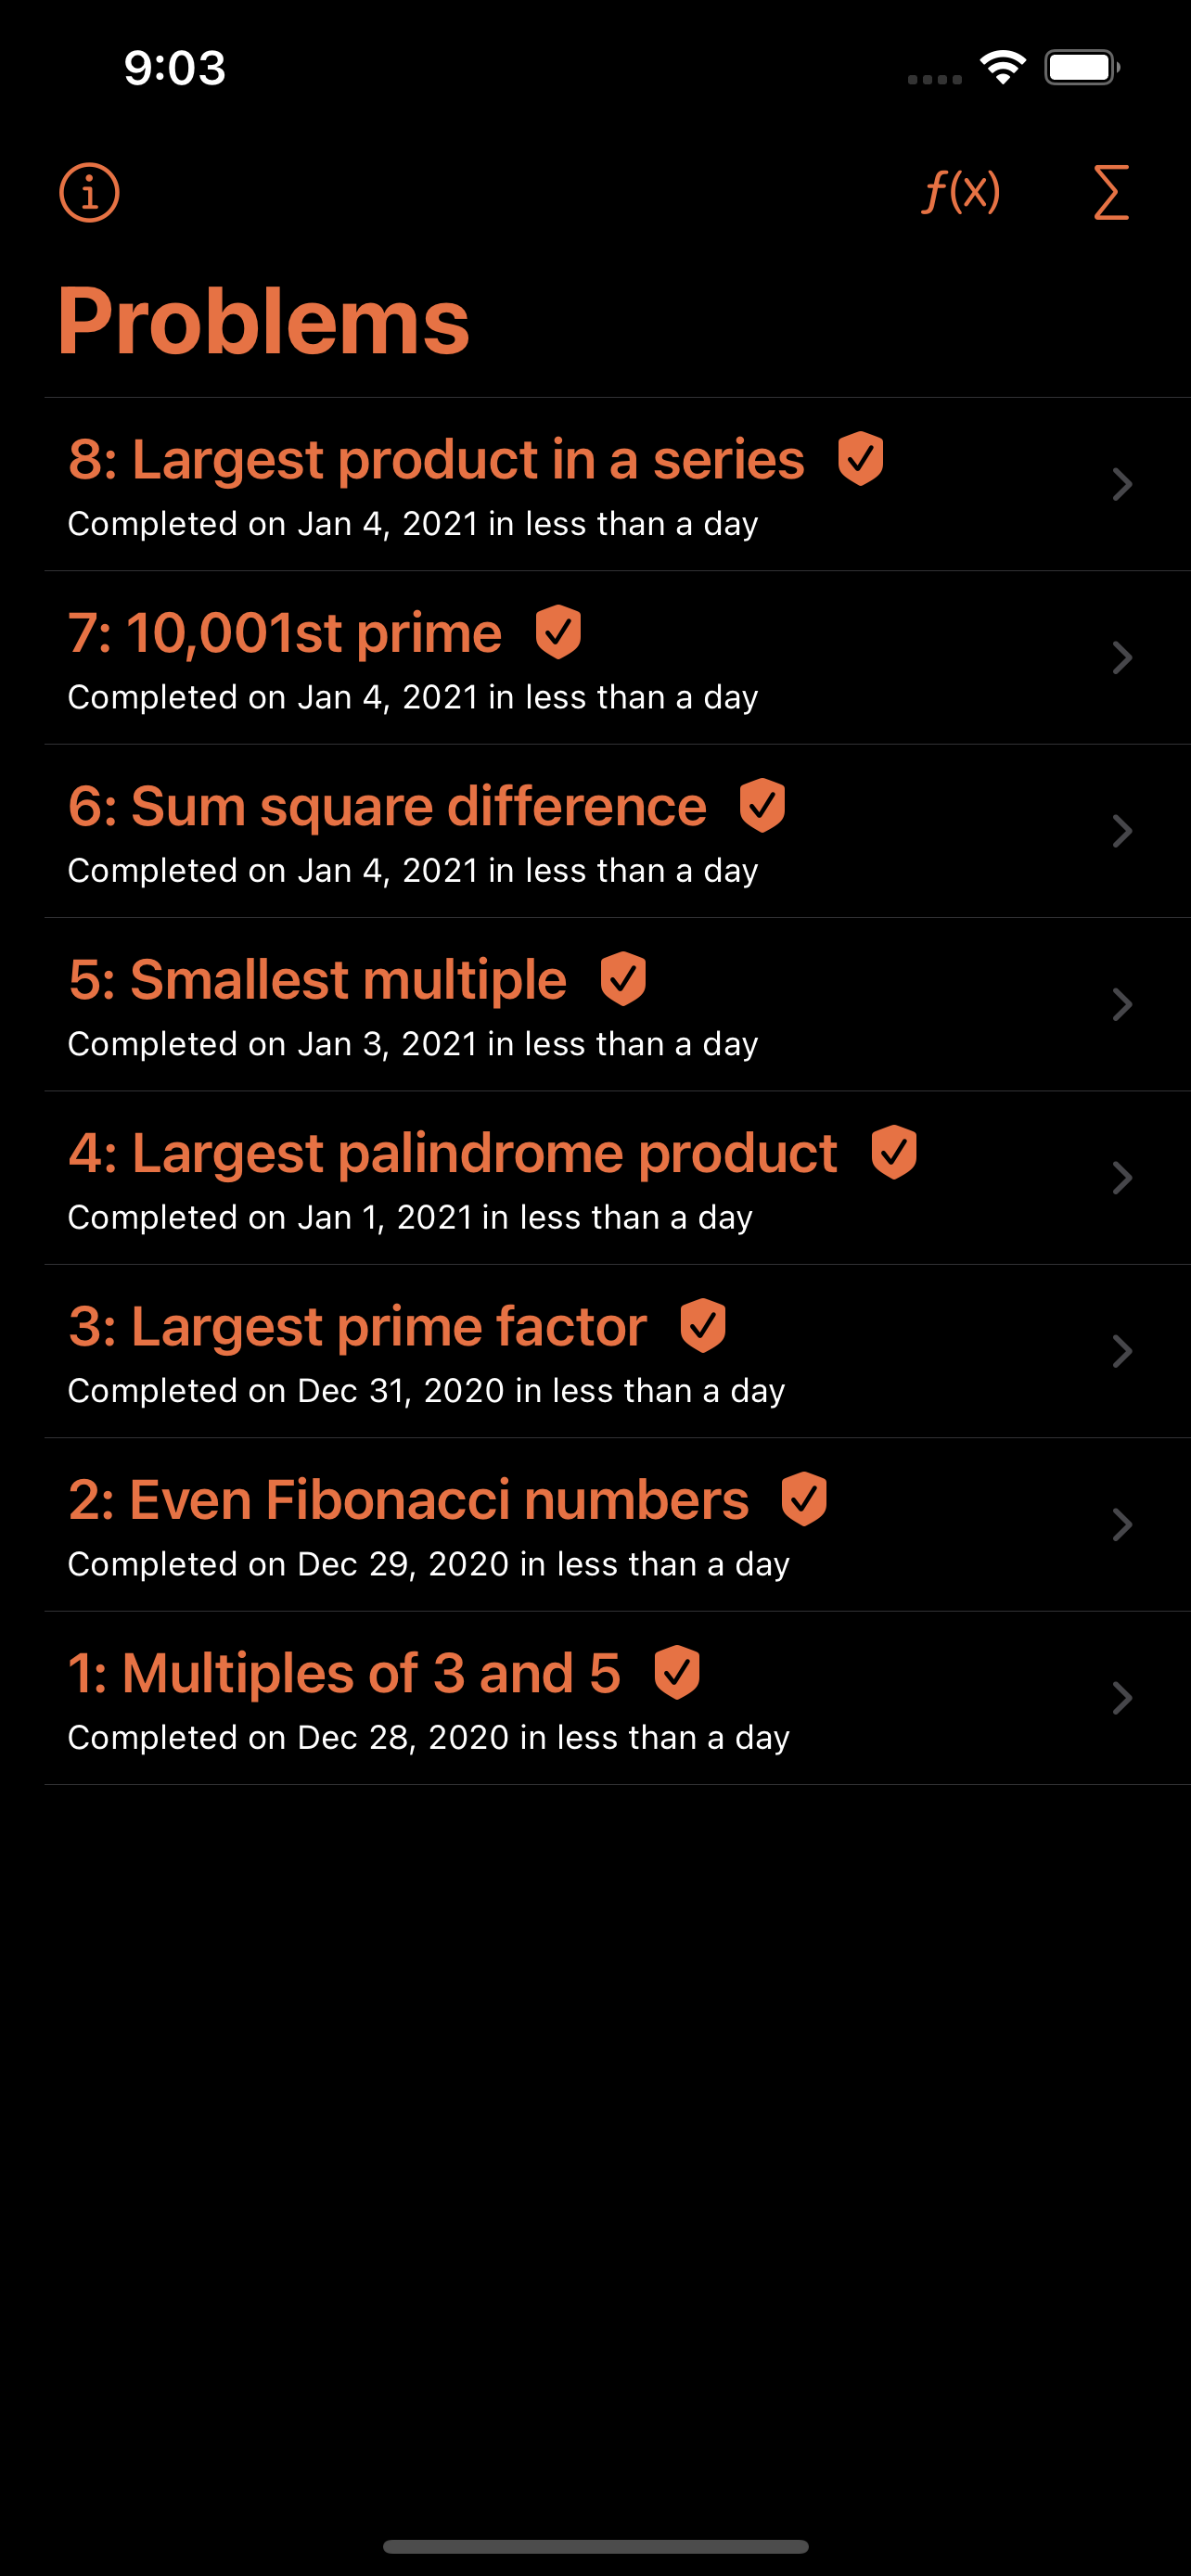 9:03
ƒ(x) ∑
Problems
8: Largest product in a series
Completed on Jan 4, 2021 in less than a day
7: 10,001st prime
Completed on Jan 4, 2021 in less than a day
6: Sum square difference
Completed on Jan 4, 2021 in less than a day
5: Smallest multiple
Completed on Jan 3, 2021 in less than a day
4: Largest palindrome product
Completed on Jan 1, 2021 in less than a day
3: Largest prime factor
Completed on Dec 31, 2020 in less than a day
2: Even Fibonacci numbers
Completed on Dec 29, 2020 in less than a day
1: Multiples of 3 and 5
Completed on Dec 28, 2020 in less than a day